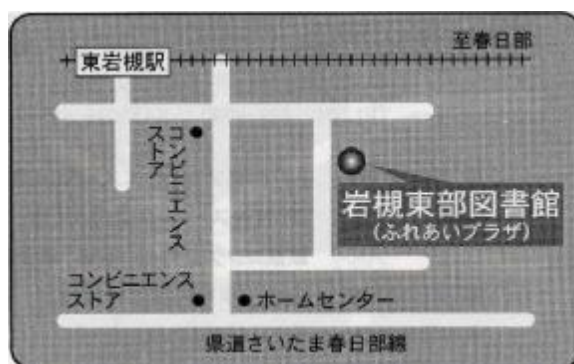 至春日部
東岩槻駅
コンビニエンス
ストア
岩槻東部図書館
(ふれあいプラザ)
コンビニエンス
ストア
ホームセンター
県道さいたま春日部線